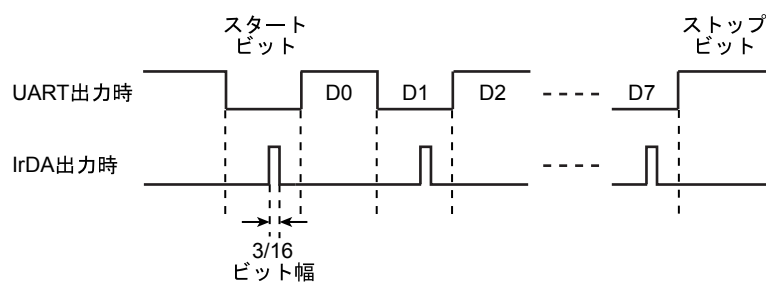 スタート
ビット
ストップ
ビット
UART出力時
D0
D1
D2
D7
IrDA出力時
3/16
ビット幅